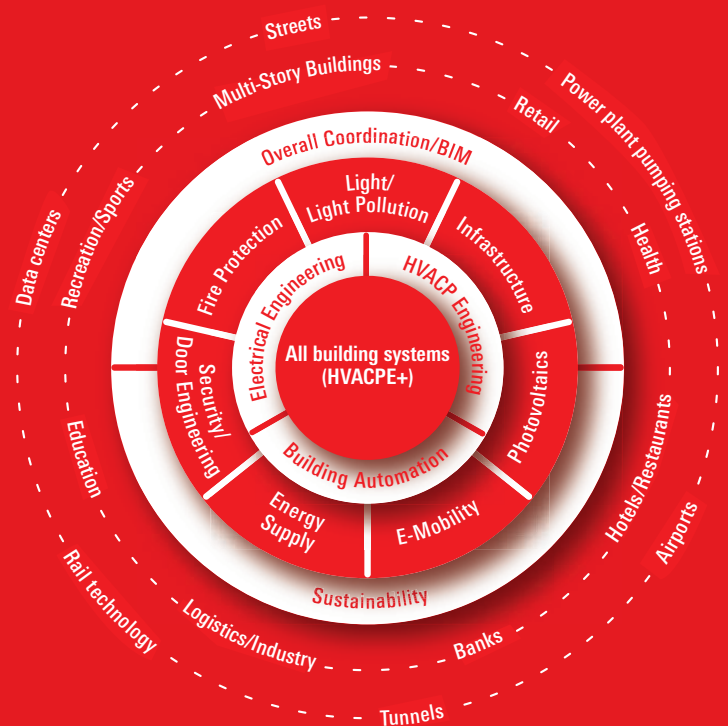 Streets
Multi-Story Buildings
Power plant pumping stations
Retail
Overall Coordination/BIM
Light/
Light Pollution
Data centers
Recreation/Sports
Fire Protection
Infrastructure
Health
Electrical Engineering
HVACP Engineering
All building systems
(HVACPE+)
Security/
Door Engineering
Photovoltaics
Building Automation
Education
Hotels/Restaurants
Energy
Supply
E-Mobility
Airports
Rail technology
Sustainability
Logistics/Industry
Banks
Tunnels